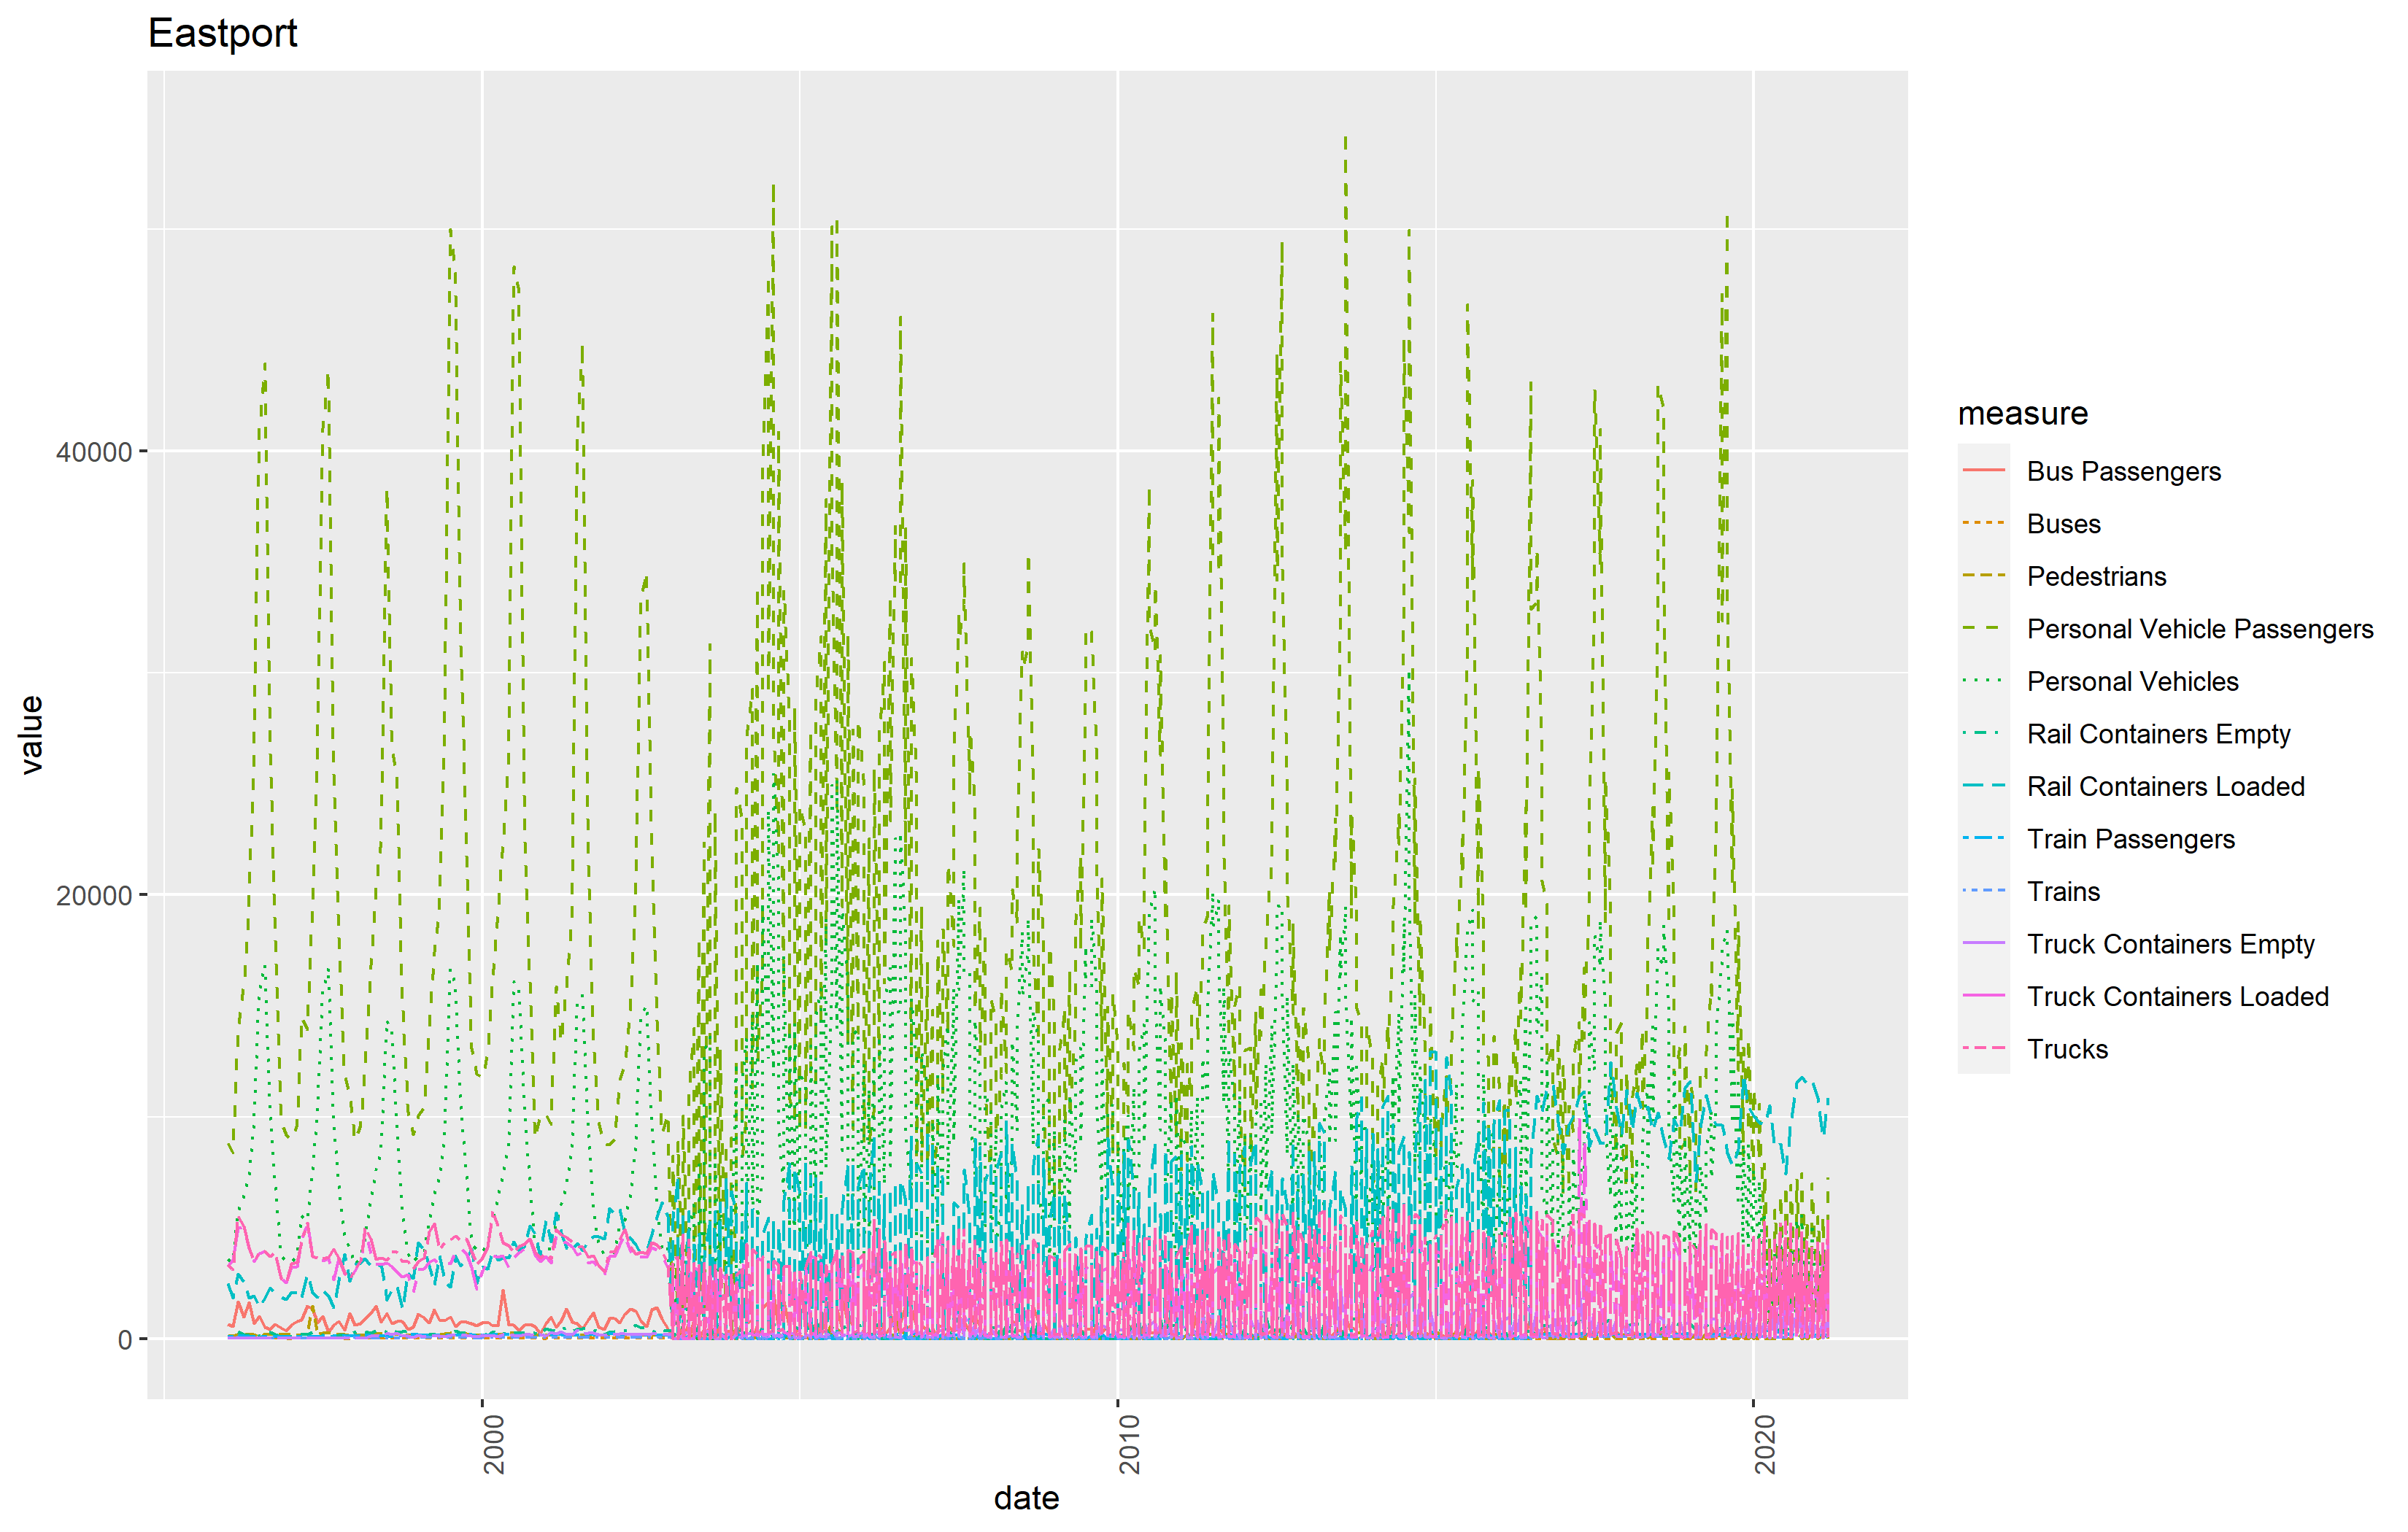 Eastport
value
40000
20000
0
2000
2010
2020
date
measure
Bus Passengers
Buses
Pedestrians
Personal Vehicle Passengers
Personal Vehicles
Rail Containers Empty
Rail Containers Loaded
Train Passengers
Trains
Truck Containers Empty
Truck Containers Loaded
Trucks